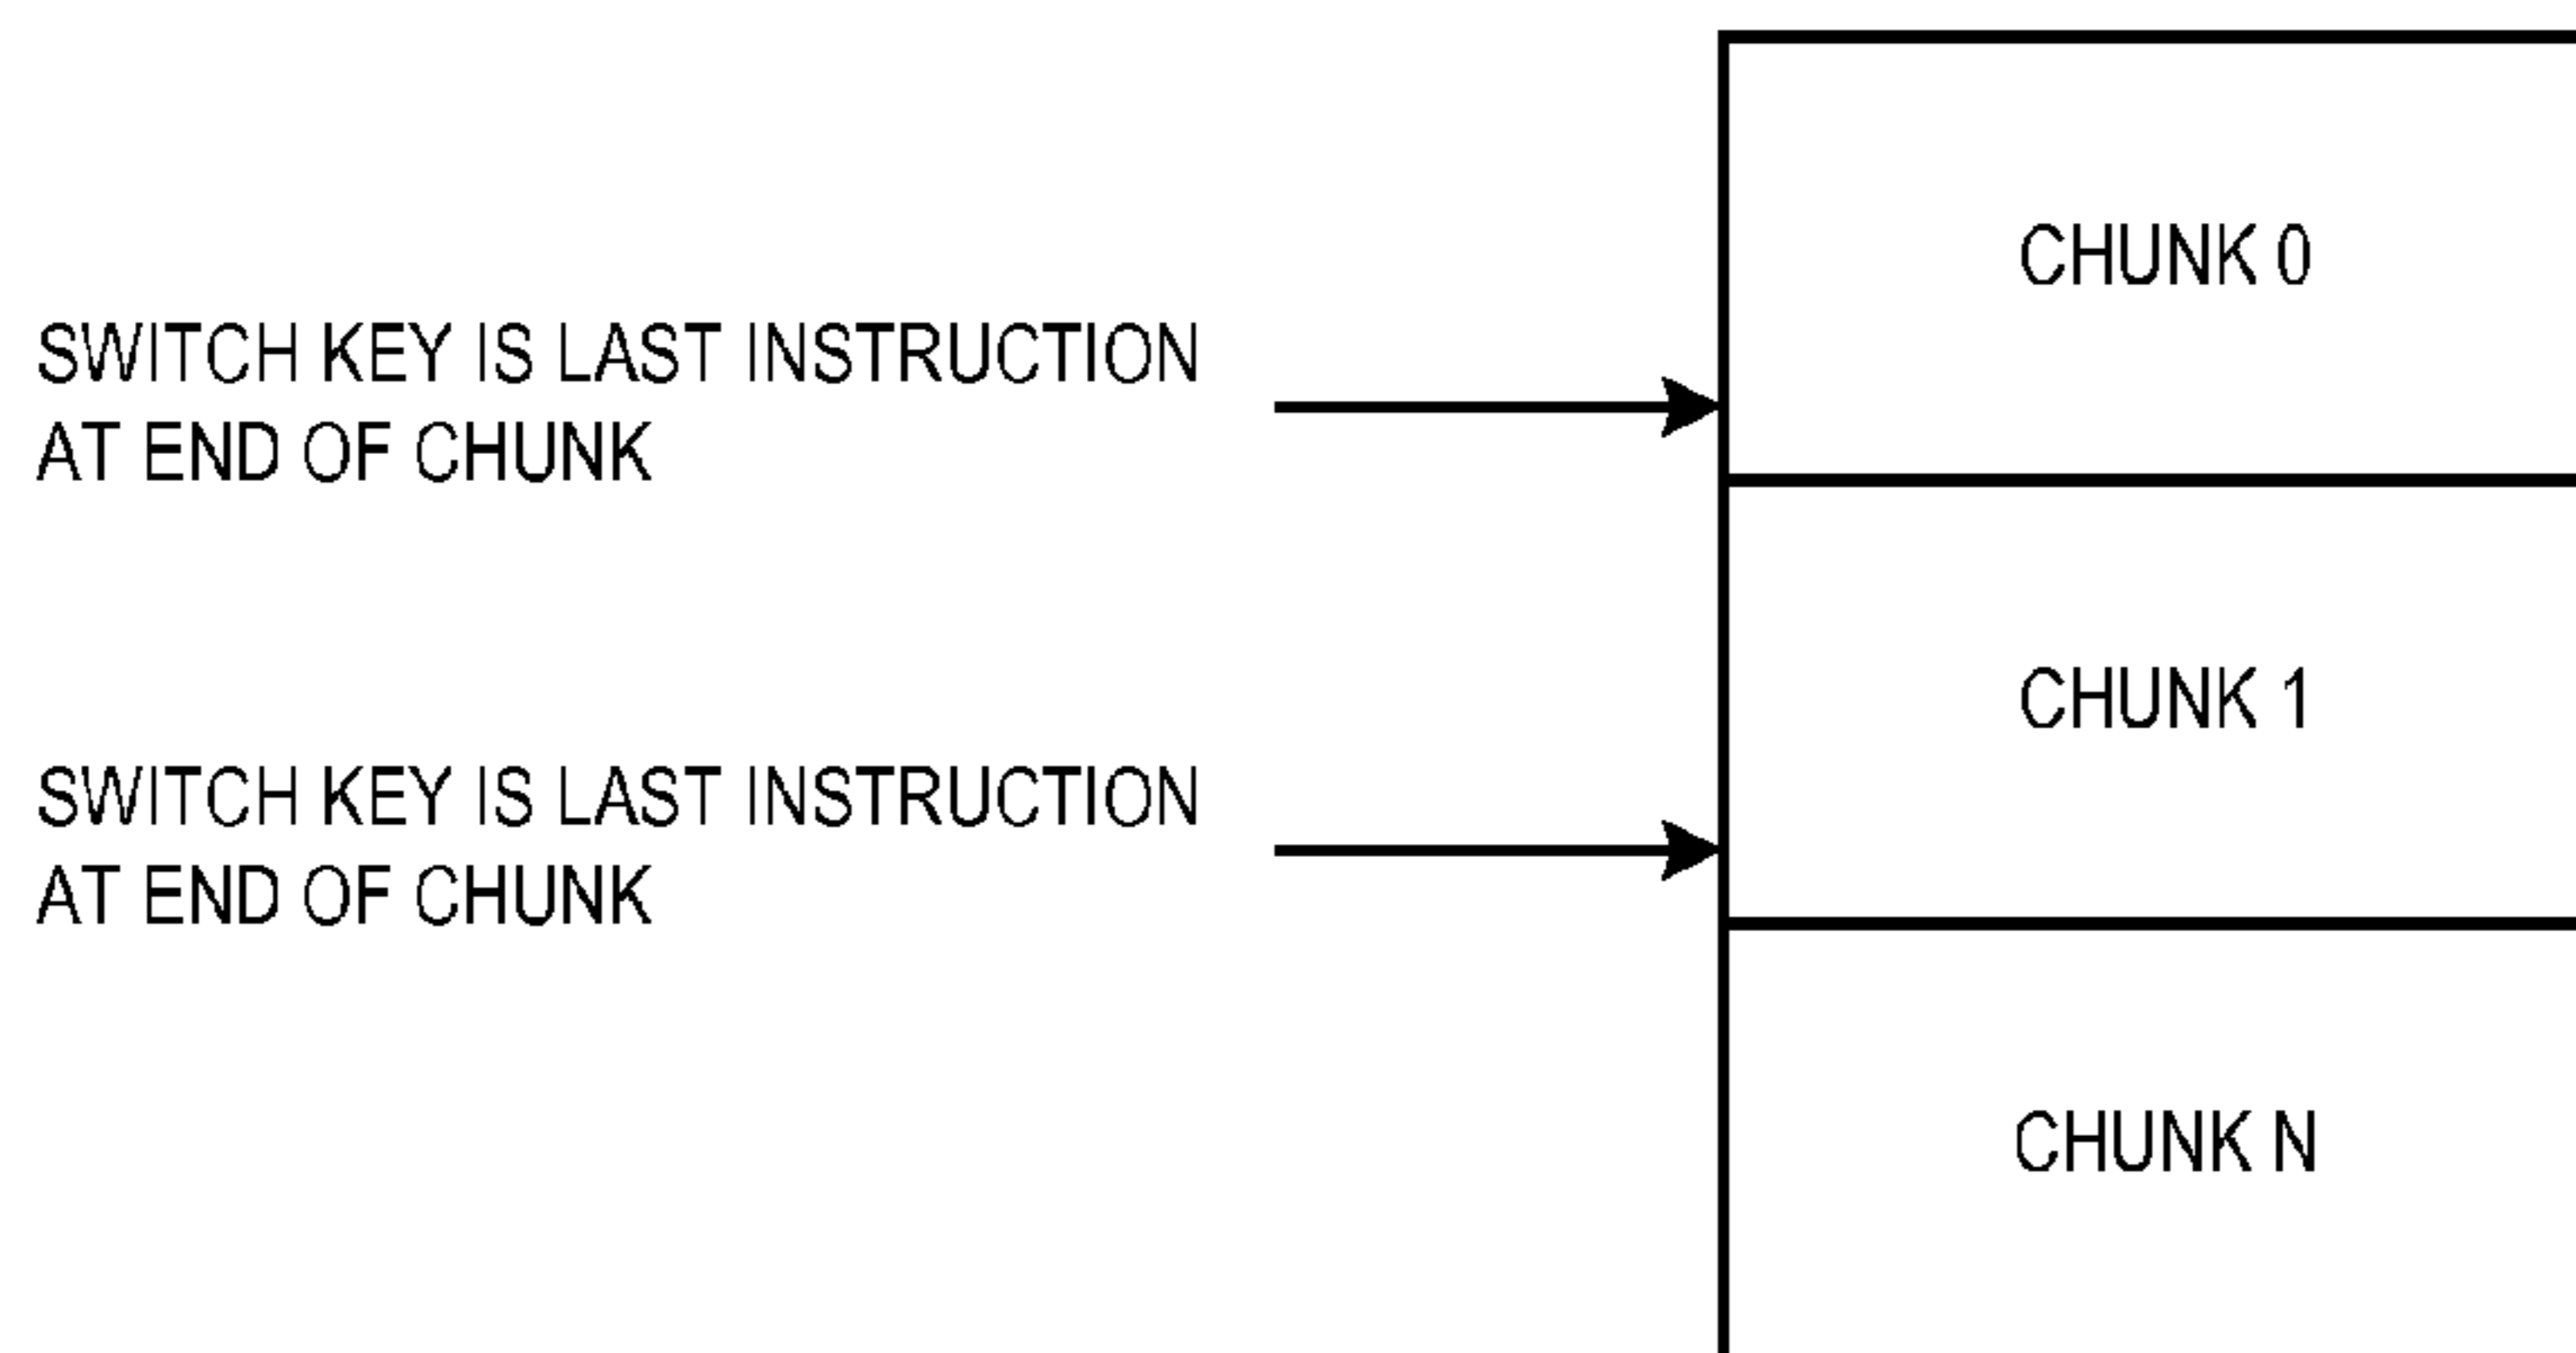 CHUNK 0
SWITCH KEY IS LAST INSTRUCTION
AT END OF CHUNK
CHUNK 1
SWITCH KEY IS LAST INSTRUCTION
AT END OF CHUNK
CHUNK N